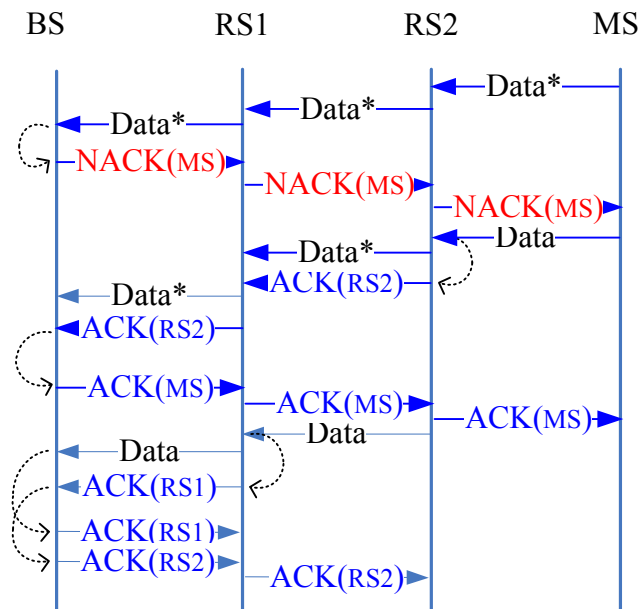 BS RS1 RS2 MS
Data*
Data*
Data*
NACK(MS)
NACK(MS)
NACK(MS)
Data
Data*
ACK(RS2)
Data*
ACK(RS2)
ACK(MS)
ACK(MS)
ACK(MS)
Data
Data
ACK(RS1)
ACK(RS1)
ACK(RS2)
ACK(RS2)